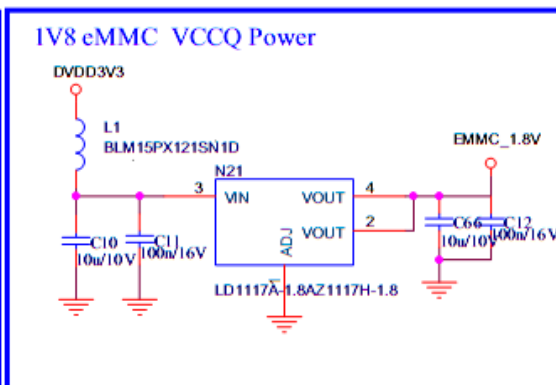 1V8 eMMC VCCQ Power
DVDD3V3
L1
BLM15PX121SN1D
EMMC_1.8V
N21
3
VIN
VOUT
4
VOUT
2
ADJ
1
C10
10u/10V
C11
100n/16V
C66
10u/10V
C12
100n/16V
LD1117A-1.8AZ1117H-1.8